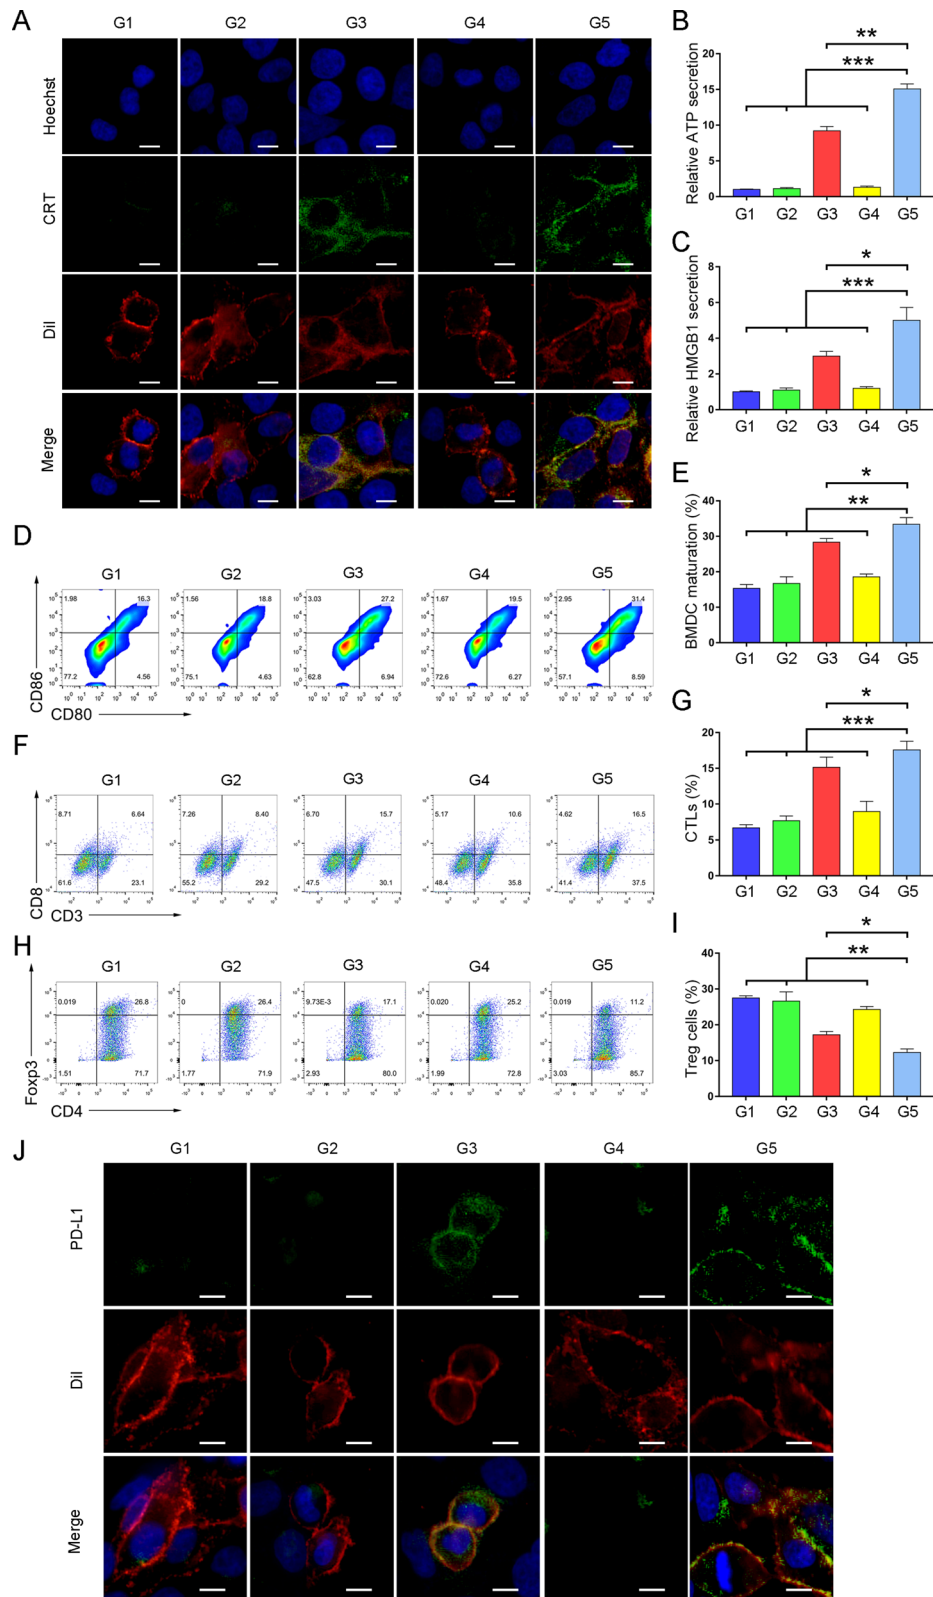 A
G1 G2 G3 G4 G5
Hoechst
CRT
Dil
Merge
B
Relative ATP secretion
20
15
10
5
0
**
***
G1 G2 G3 G4 G5
C
Relative HMGB1 secretion
8
6
4
2
0
*
***
G1 G2 G3 G4 G5
D
G1 G2 G3 G4 G5
1.98 16.3
77.2 4.56
1.56 18.8
75.1 4.63
3.03 27.2
62.8 6.94
1.67 19.5
72.6 6.27
2.95 31.4
57.1 8.59
CD86
CD80
E
BMDC maturation (%)
40
30
20
10
0
*
**
G1 G2 G3 G4 G5
F
G1 G2 G3 G4 G5
8.71 6.64
61.6 23.1
7.26 8.40
55.2 29.2
6.70 15.7
47.5 30.1
5.17 10.6
48.4 35.8
4.62 16.5
41.4 37.5
CD8
CD3
G
CTLs (%)
20
15
10
5
0
*
***
G1 G2 G3 G4 G5
H
G1 G2 G3 G4 G5
0.019 26.8
1.51 71.7
0 26.4
1.77 71.9
9.73E-3 17.1
2.93 80.0
0.020 25.2
1.99 72.8
0.019 11.2
3.03 85.7
Foxp3
CD4
I
Treg cells (%)
40
30
20
10
0
*
**
G1 G2 G3 G4 G5
J
G1 G2 G3 G4 G5
PD-L1
Dil
Merge